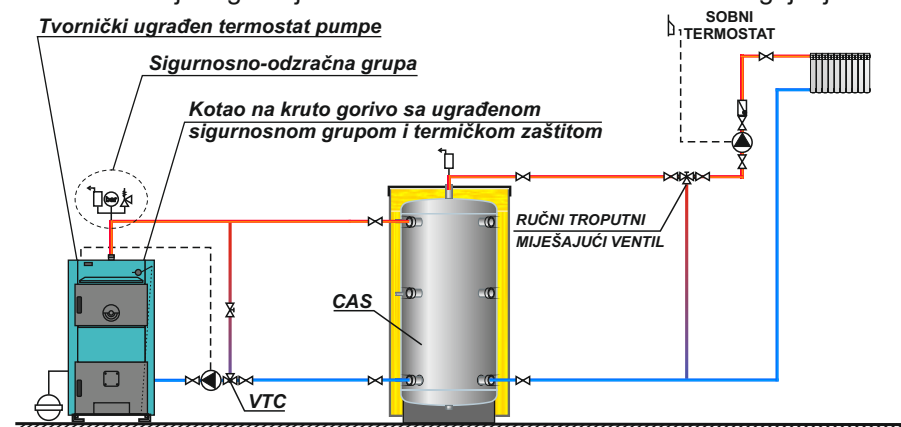 Tvornički ugrađen termostat pumpe
Sigurnosno-odzračna grupa
Kotao na kruto gorivo sa ugrađenom
sigurnosnom grupom i termičkom zaštitom
SOBNI
TERMOSTAT
bar
RUČNI TROPUTNI
MIJEŠAJUĆI VENTIL
CAS
VTC